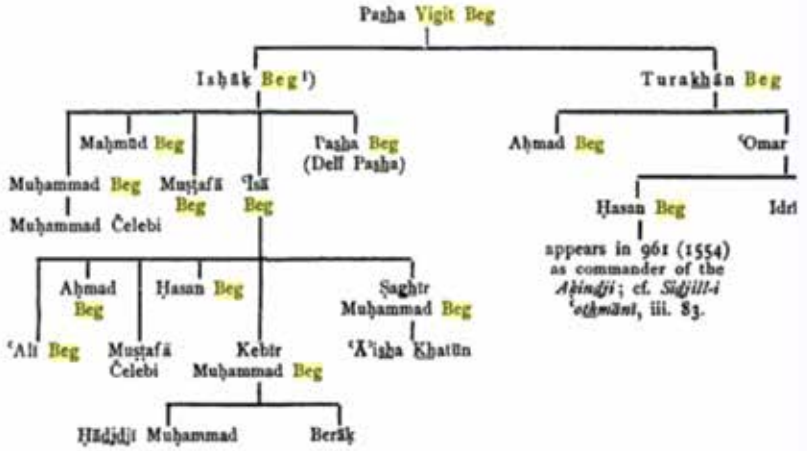 Pasha Yigit Beg
Isḥāḳ Beg ¹)
Turakhān Beg
Maḥmūd Beg
Pasha Beg
(Delī Pasha)
Aḥmad Beg
ʿOmar
Muḥammad Beg
Muṣṭafā
Beg
ʿĪsā
Beg
Muḥammad Čelebi
Ḥasan Beg
appears in 961 (1554)
as commander of the
Aḳindji; cf. Sidjill-i
ʿothmānī, iii. 83.
Aḥmad
Beg
Ḥasan Beg
Ṣaghīr
Muḥammad Beg
ʿAlī Beg
Muṣṭafā
Čelebi
Kebīr
Muḥammad Beg
ʿĀʾisha Khatūn
Ḥādjdjī Muḥammad
Berāḳ